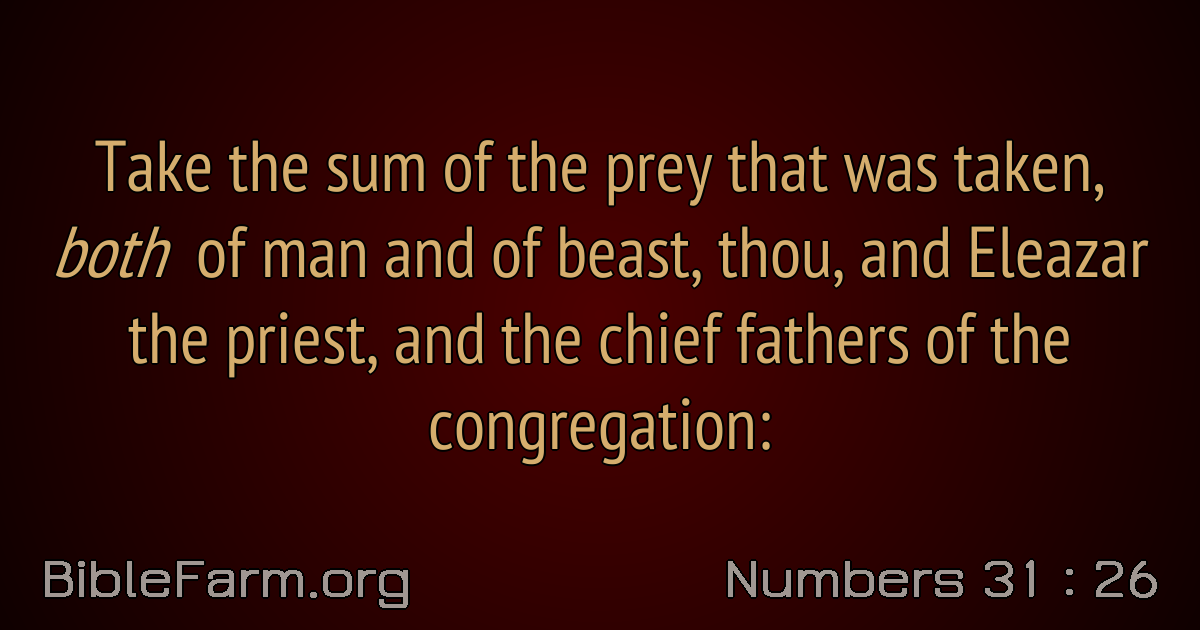 Take the sum of the prey that was taken,
both of man and of beast, thou, and Eleazar
the priest, and the chief fathers of the
congregation:
BibleFarm.org
Numbers 31 : 26